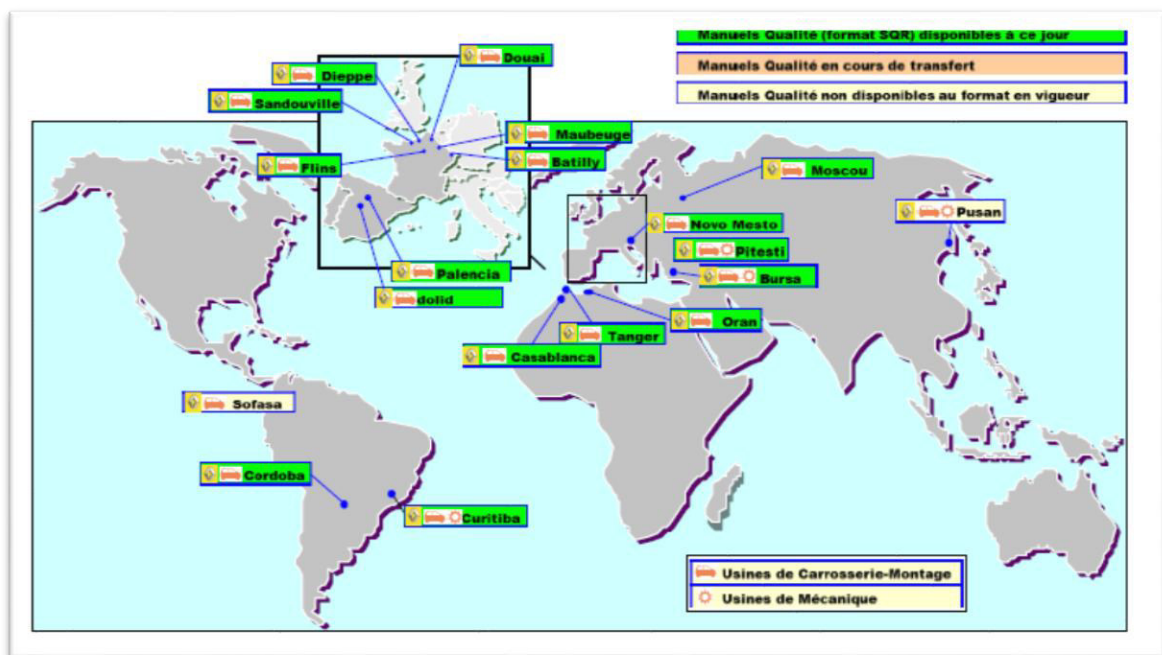 Manuels Qualité (format SQR) disponibles à ce jour
Manuels Qualité en cours de transfert
Manuels Qualité non disponibles au format en vigueur
Douai
Dieppe
Sandouville
Maubeuge
Flins
Batilly
Moscou
Pusan
Novo Mesto
Pitesti
Palencia
Bursa
dolid
Oran
Tanger
Casablanca
Sofasa
Cordoba
Curitiba
Usines de Carrosserie-Montage
Usines de Mécanique